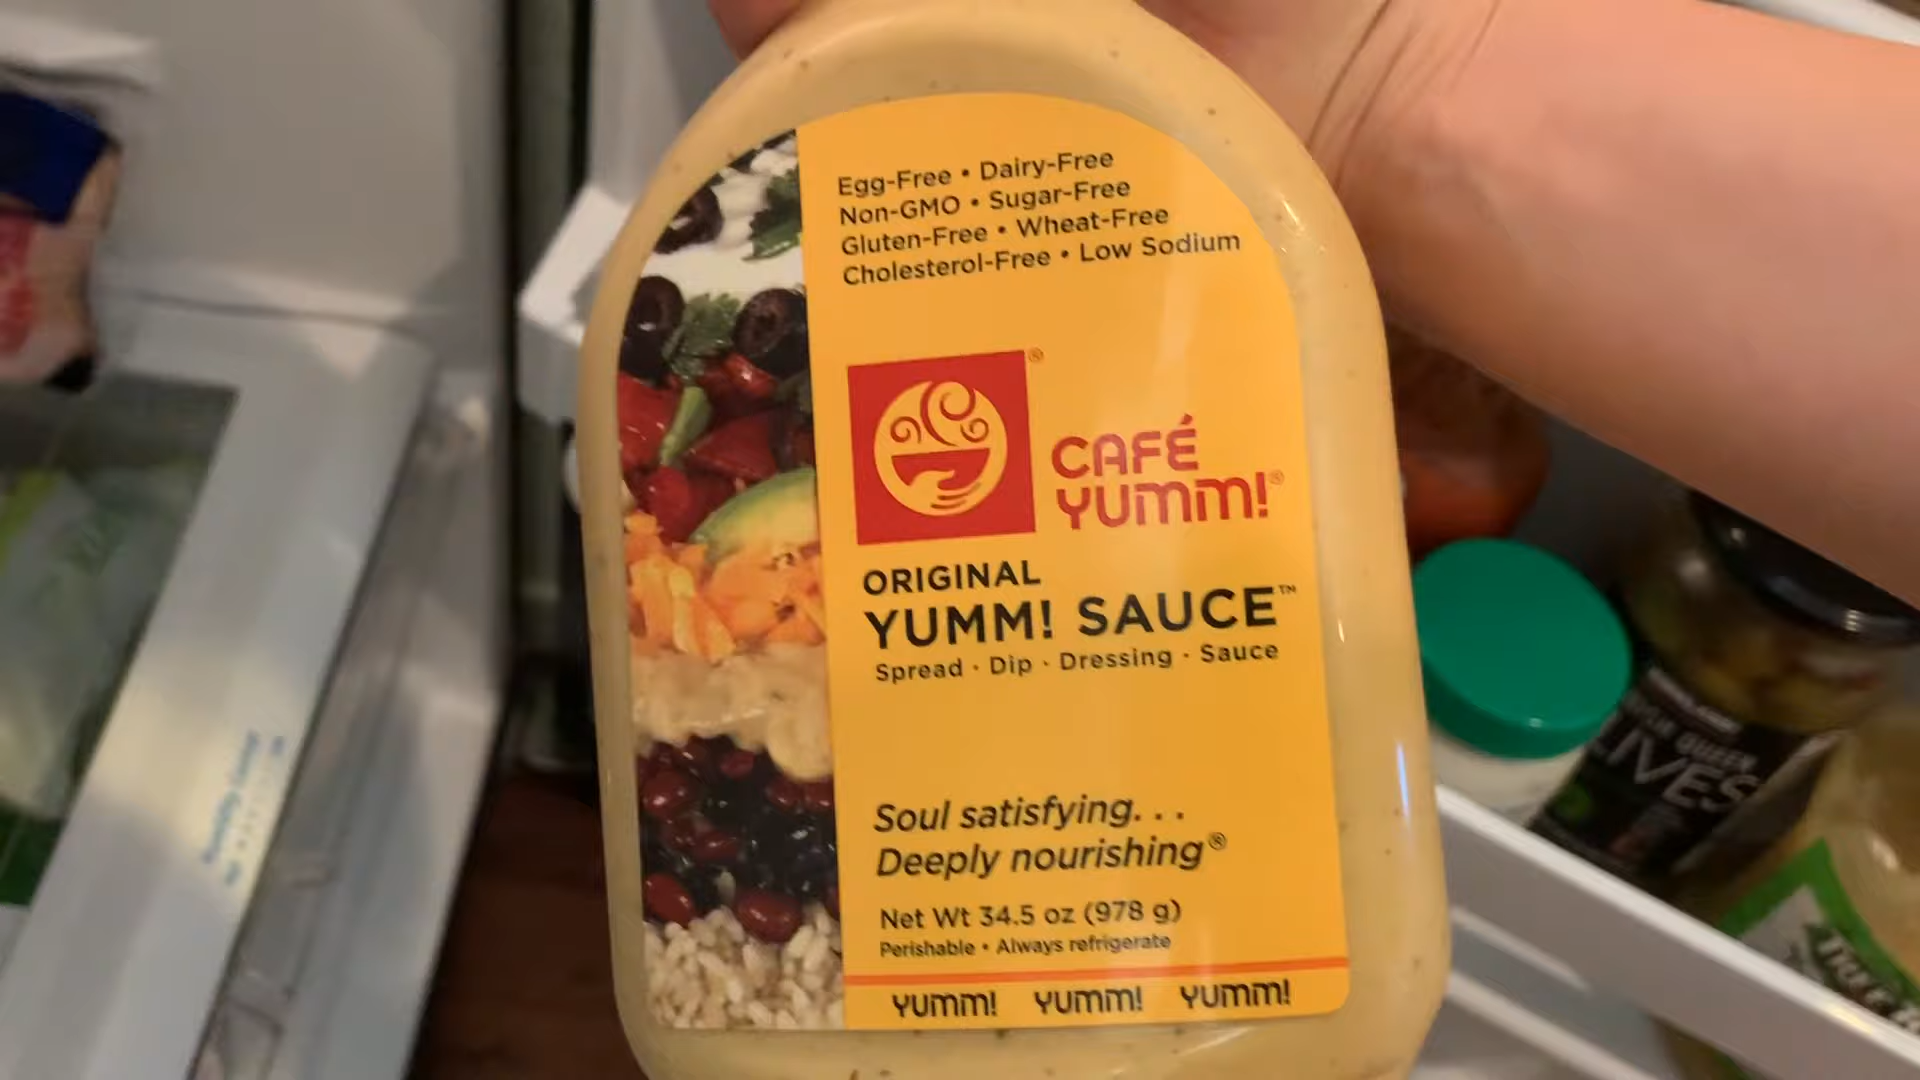 Egg-Free • Dairy-Free
Non-GMO • Sugar-Free
Gluten-Free • Wheat-Free
Cholesterol-Free • Low Sodium
CAFÉ
YUMM!®
ORIGINAL
YUMM! SAUCE™
Spread · Dip · Dressing · Sauce
Soul satisfying. . .
Deeply nourishing®
Net Wt 34.5 oz (978 g)
Perishable • Always refrigerate
YUMM! YUMM! YUMM!
QUEEN